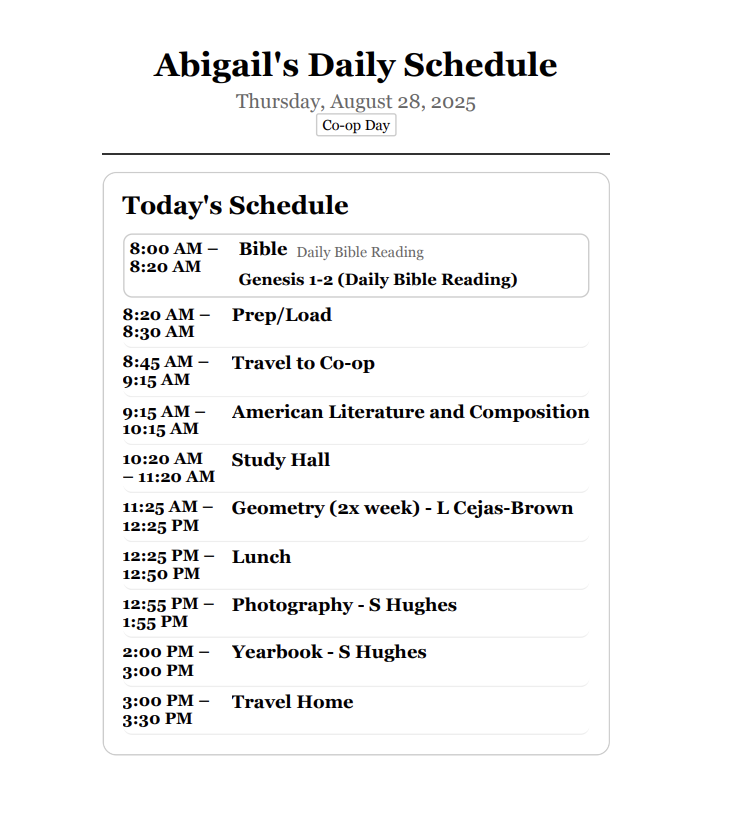 Abigail's Daily Schedule
Thursday, August 28, 2025
Co-op Day
Today's Schedule
8:00 AM –
8:20 AM
Bible Daily Bible Reading
Genesis 1-2 (Daily Bible Reading)
8:20 AM –
8:30 AM
Prep/Load
8:45 AM –
9:15 AM
Travel to Co-op
9:15 AM –
10:15 AM
American Literature and Composition
10:20 AM
– 11:20 AM
Study Hall
11:25 AM –
12:25 PM
Geometry (2x week) - L Cejas-Brown
12:25 PM –
12:50 PM
Lunch
12:55 PM –
1:55 PM
Photography - S Hughes
2:00 PM –
3:00 PM
Yearbook - S Hughes
3:00 PM –
3:30 PM
Travel Home